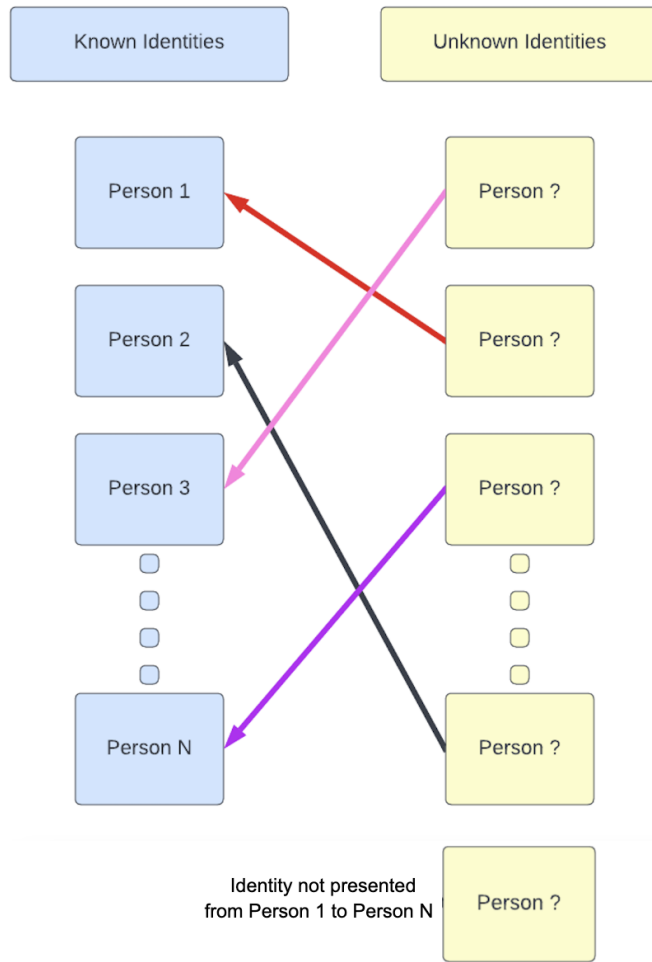 Known Identities
Unknown Identities
Person 1
Person ?
Person 2
Person ?
Person 3
Person ?
Person N
Person ?
Identity not presented
from Person 1 to Person N
Person ?